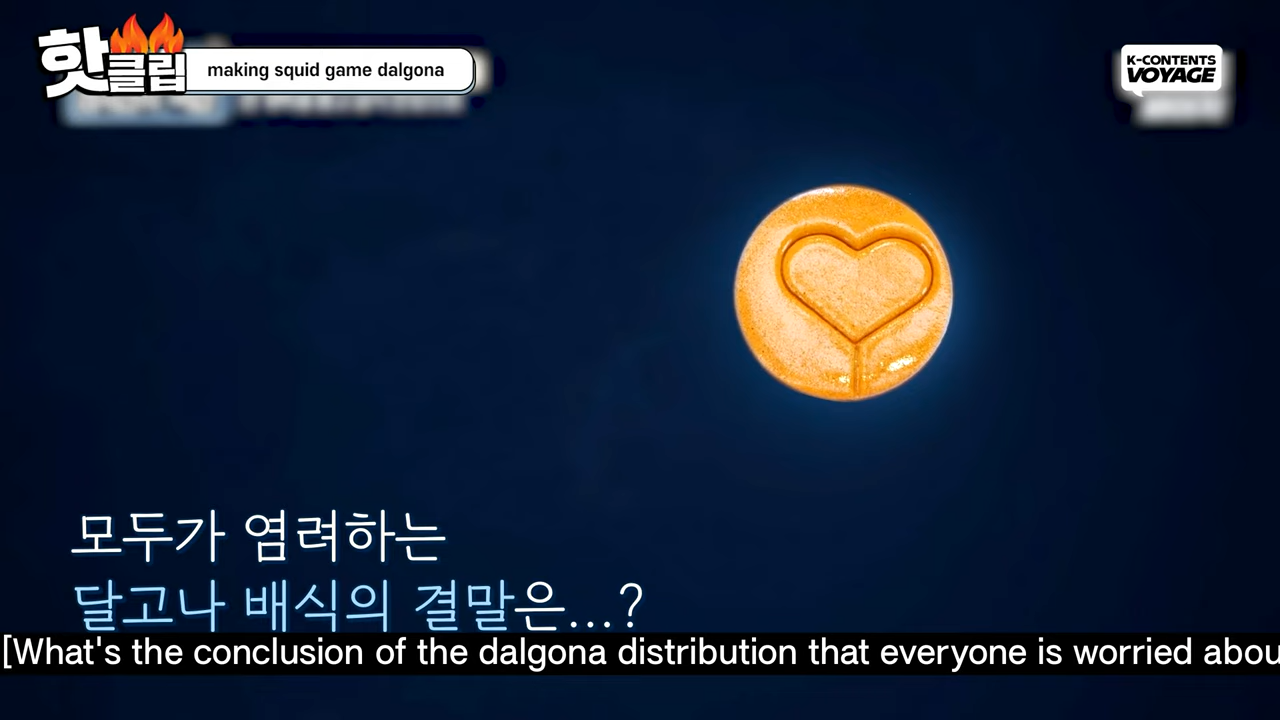 핫클립
making squid game dalgona
K-CONTENTS
VOYAGE
모두가 염려하는
달고나 배식의 결말은...?
[What's the conclusion of the dalgona distribution that everyone is worried abou